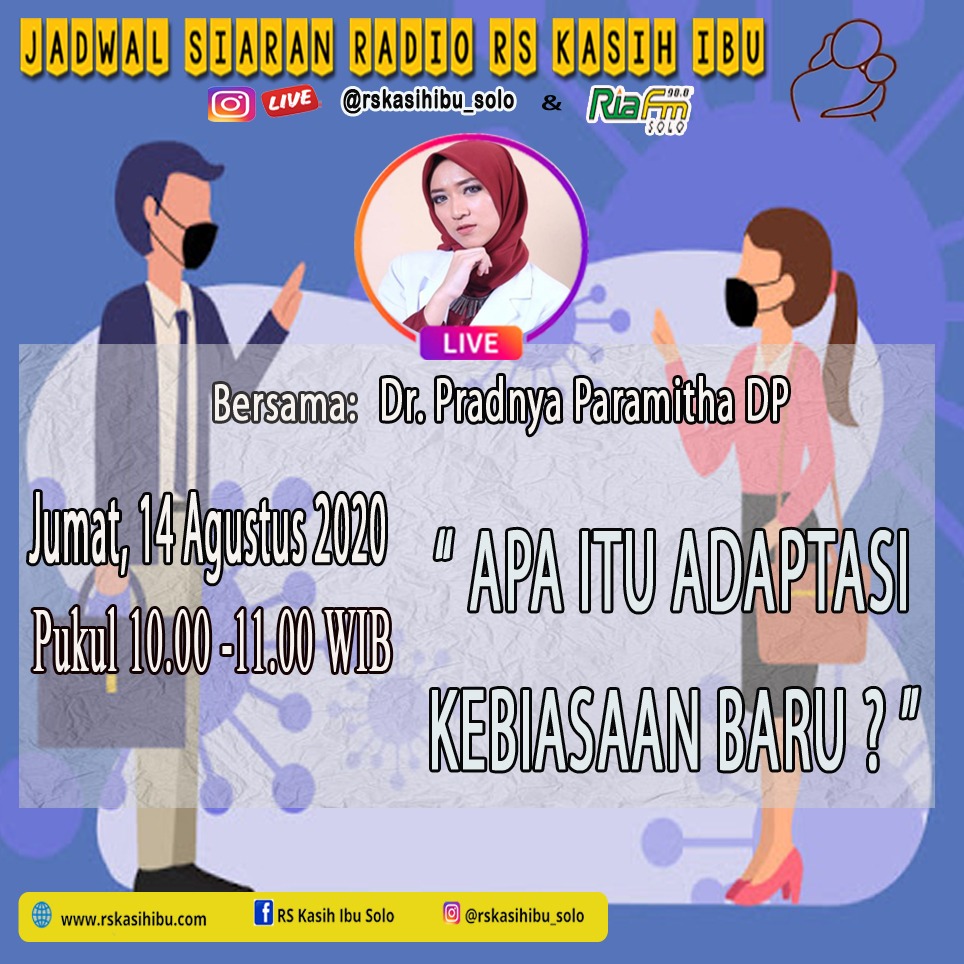 JADWAL SIARAN RADIO RS KASIH IBU
LIVE @rskasihibu_solo & Ria Fm 98.8 SOLO
LIVE
Bersama: Dr. Pradnya Paramitha DP
Jumat, 14 Agustus 2020
Pukul 10.00 -11.00 WIB
“ APA ITU ADAPTASI
KEBIASAAN BARU ? ”
www.rskasihibu.com RS Kasih Ibu Solo @rskasihibu_solo